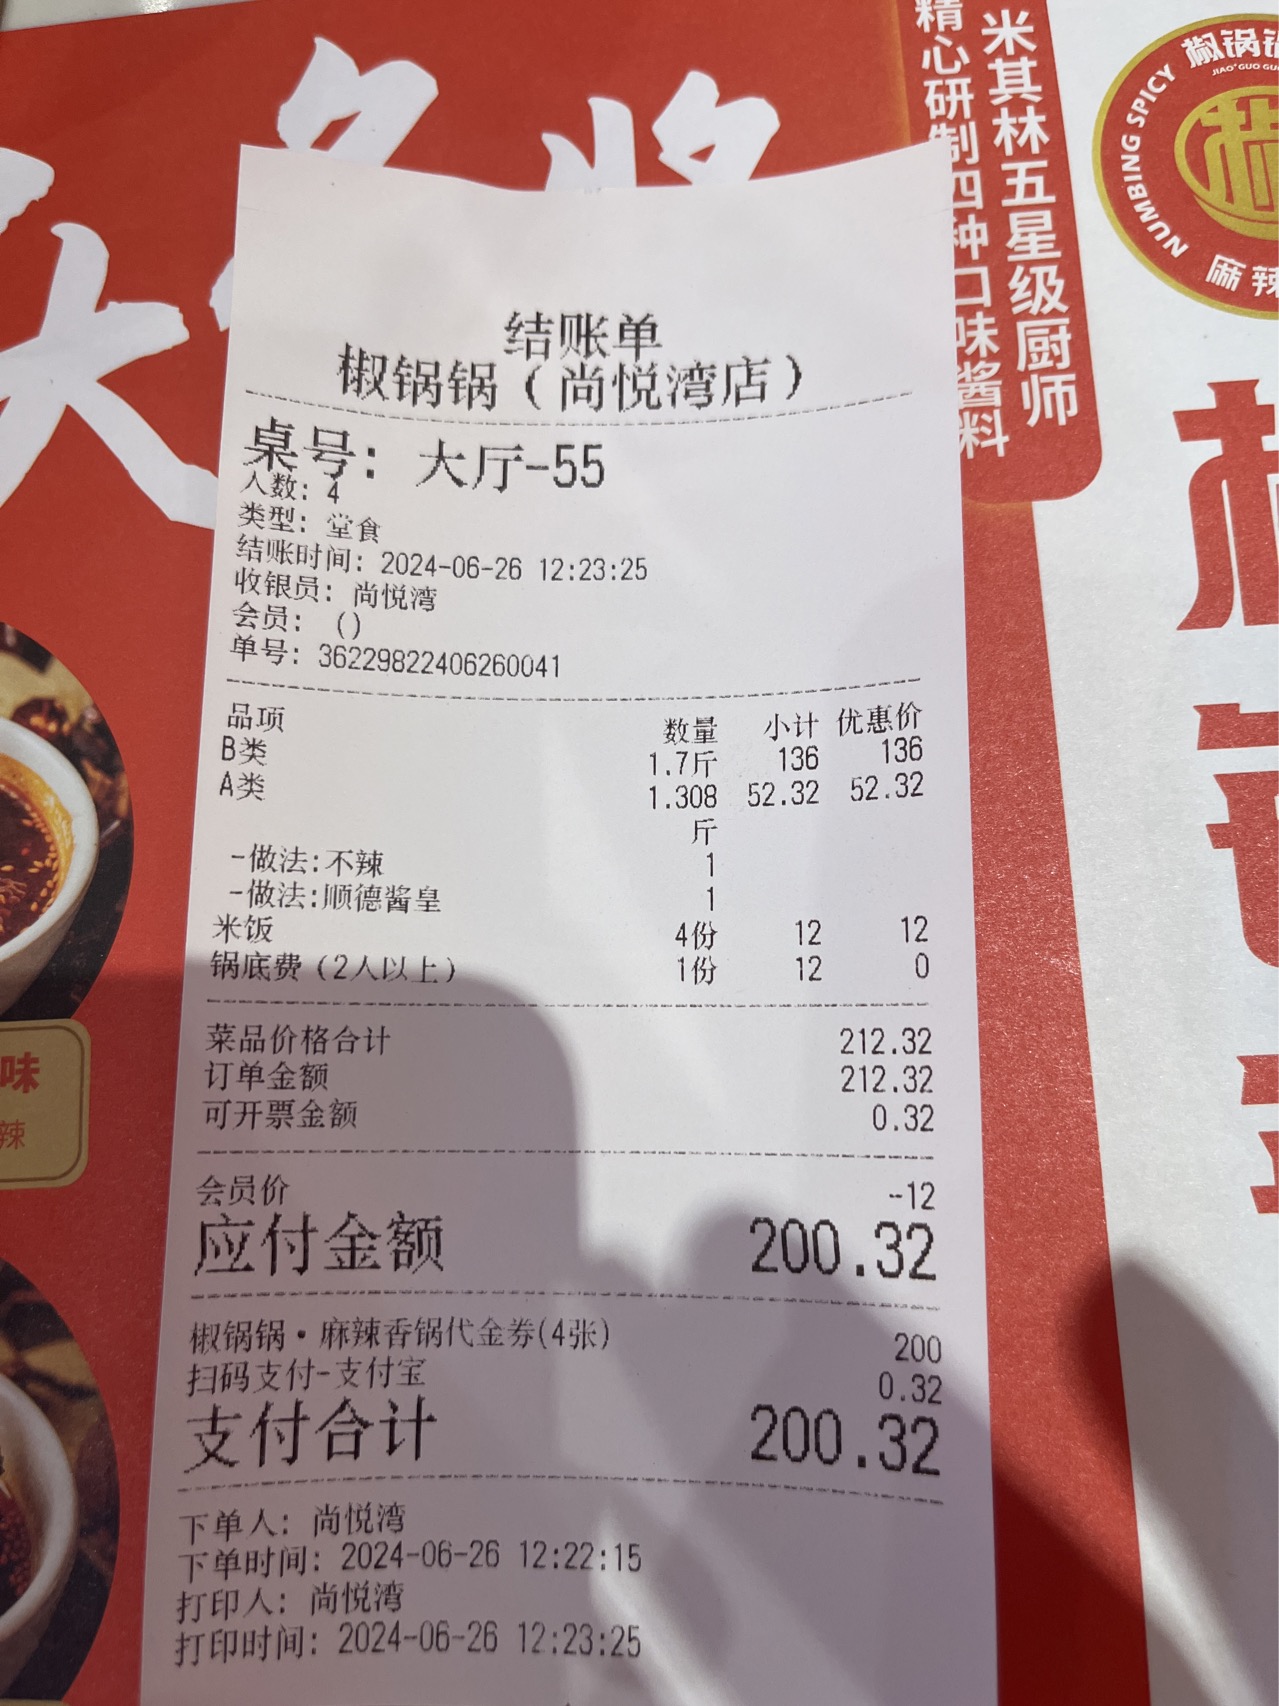 米其林五星级厨师
精心研制四种口味酱料
椒锅锅
JIAO GUO GUO
NUMBING SPICY
麻辣
结账单
椒锅锅（尚悦湾店）
桌号: 大厅-55
人数: 4
类型: 堂食
结账时间: 2024-06-26 12:23:25
收银员: 尚悦湾
会员: ()
单号: 36229822406260041
品项 数量 小计 优惠价
B类 1.7斤 136 136
A类 1.308斤 52.32 52.32
-做法:不辣 1
-做法:顺德酱皇 1
米饭 4份 12 12
锅底费（2人以上） 1份 12 0
菜品价格合计 212.32
订单金额 212.32
可开票金额 0.32
会员价 -12
应付金额 200.32
椒锅锅·麻辣香锅代金券(4张) 200
扫码支付-支付宝 0.32
支付合计 200.32
下单人: 尚悦湾
下单时间: 2024-06-26 12:22:15
打印人: 尚悦湾
打印时间: 2024-06-26 12:23:25
味
辣